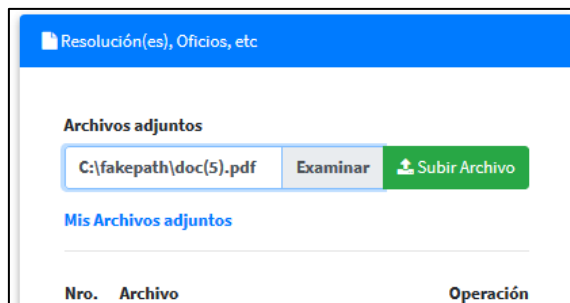 Resolución(es), Oficios, etc
Archivos adjuntos
C:\fakepath\doc(5).pdf Examinar Subir Archivo
Mis Archivos adjuntos
Nro. Archivo Operación